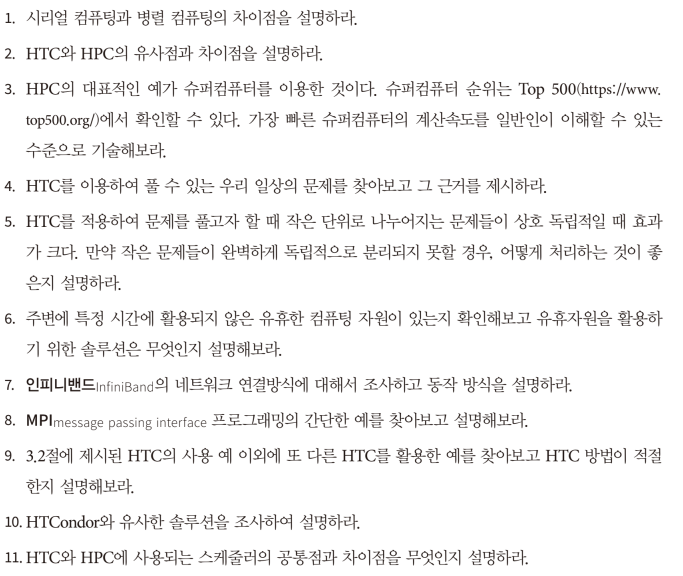 1. 시리얼 컴퓨팅과 병렬 컴퓨팅의 차이점을 설명하라.
2. HTC와 HPC의 유사점과 차이점을 설명하라.
3. HPC의 대표적인 예가 슈퍼컴퓨터를 이용한 것이다. 슈퍼컴퓨터 순위는 Top 500(https://www.
top500.org/)에서 확인할 수 있다. 가장 빠른 슈퍼컴퓨터의 계산속도를 일반인이 이해할 수 있는
수준으로 기술해보라.
4. HTC를 이용하여 풀 수 있는 우리 일상의 문제를 찾아보고 그 근거를 제시하라.
5. HTC를 적용하여 문제를 풀고자 할 때 작은 단위로 나누어지는 문제들이 상호 독립적일 때 효과
가 크다. 만약 작은 문제들이 완벽하게 독립적으로 분리되지 못할 경우, 어떻게 처리하는 것이 좋
은지 설명하라.
6. 주변에 특정 시간에 활용되지 않은 유휴한 컴퓨팅 자원이 있는지 확인해보고 유휴자원을 활용하
기 위한 솔루션은 무엇인지 설명해보라.
7. 인피니밴드InfiniBand의 네트워크 연결방식에 대해서 조사하고 동작 방식을 설명하라.
8. MPImessage passing interface 프로그래밍의 간단한 예를 찾아보고 설명해보라.
9. 3.2절에 제시된 HTC의 사용 예 이외에 또 다른 HTC를 활용한 예를 찾아보고 HTC 방법이 적절
한지 설명해보라.
10. HTCondor와 유사한 솔루션을 조사하여 설명하라.
11. HTC와 HPC에 사용되는 스케줄러의 공통점과 차이점을 무엇인지 설명하라.